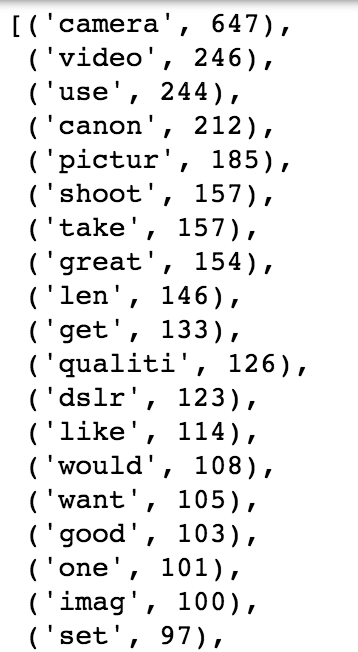 [('camera', 647),
('video', 246),
('use', 244),
('canon', 212),
('pictur', 185),
('shoot', 157),
('take', 157),
('great', 154),
('len', 146),
('get', 133),
('qualiti', 126),
('dslr', 123),
('like', 114),
('would', 108),
('want', 105),
('good', 103),
('one', 101),
('imag', 100),
('set', 97),